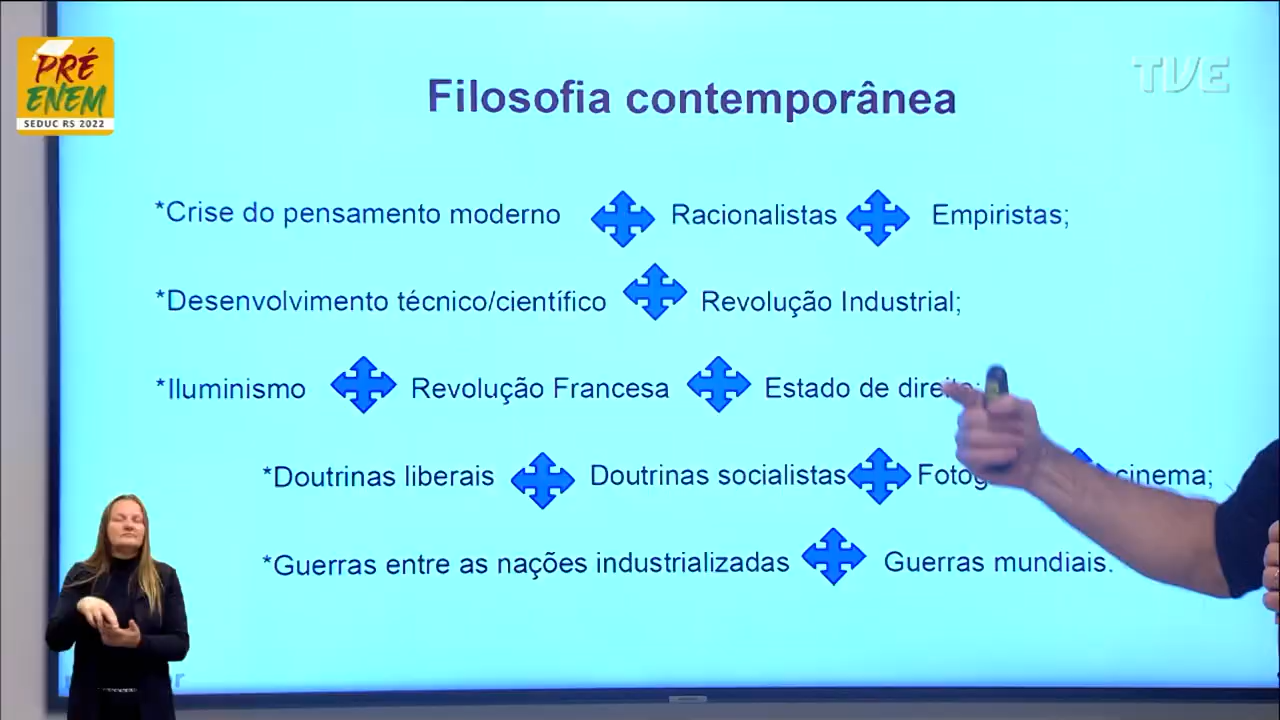 PRÉ
ENEM
SEDUC RS 2022
TVE
Filosofia contemporânea
*Crise do pensamento moderno Racionalistas Empiristas;
*Desenvolvimento técnico/científico Revolução Industrial;
*Iluminismo Revolução Francesa Estado de
*Doutrinas liberais Doutrinas socialistas cinema;
*Guerras entre as nações industrializadas Guerras mundiais.